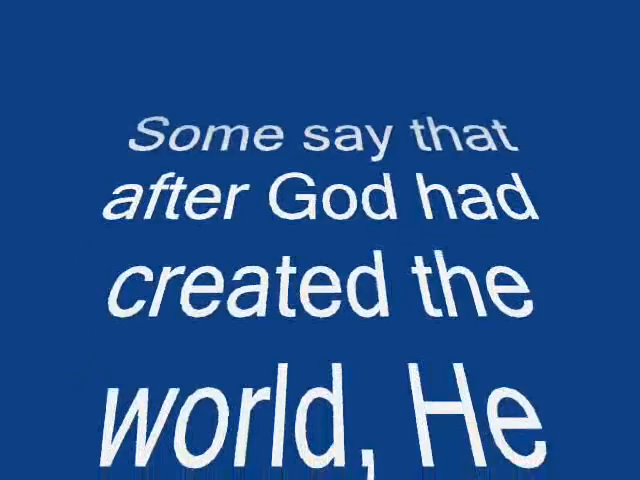 Some say that
after God had
created the
world, He